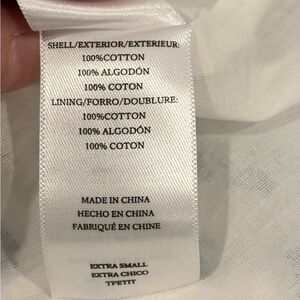 SHELL/EXTERIOR/EXTERIEUR:
100%COTTON
100% ALGODÓN
100% COTON
LINING/FORRO/DOUBLURE:
100%COTTON
100% ALGODÓN
100% COTON
MADE IN CHINA
HECHO EN CHINA
FABRIQUÉ EN CHINE
EXTRA SMALL
EXTRA CHICO
TPETIT